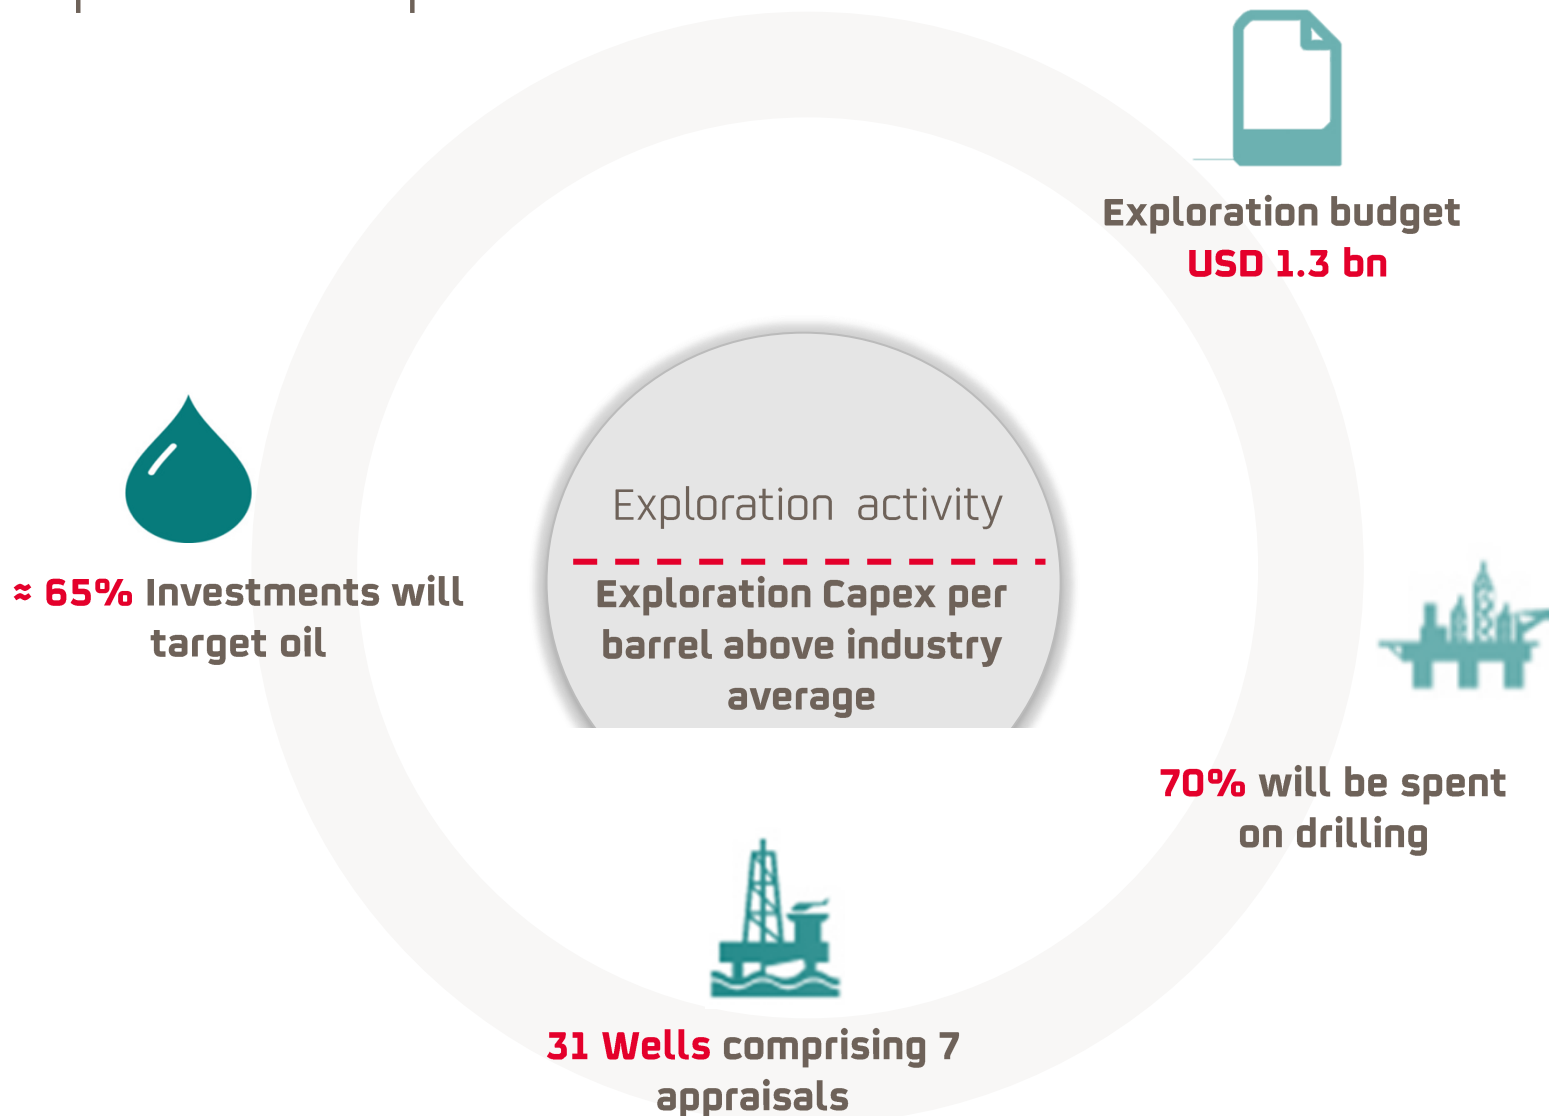 Exploration budget
USD 1.3 bn
Exploration activity
Exploration Capex per
barrel above industry
average
≈ 65% Investments will
target oil
70% will be spent
on drilling
31 Wells comprising 7
appraisals